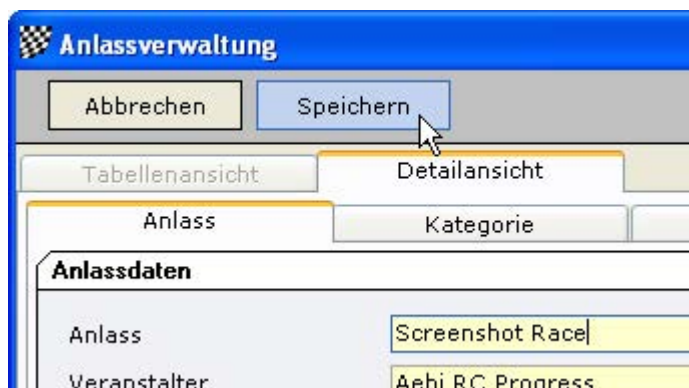 Anlassverwaltung
Abbrechen Speichern
Tabellenansicht Detailansicht
Anlass Kategorie
Anlassdaten
Anlass Screenshot Race
Veranstalter Aebi RC Progress